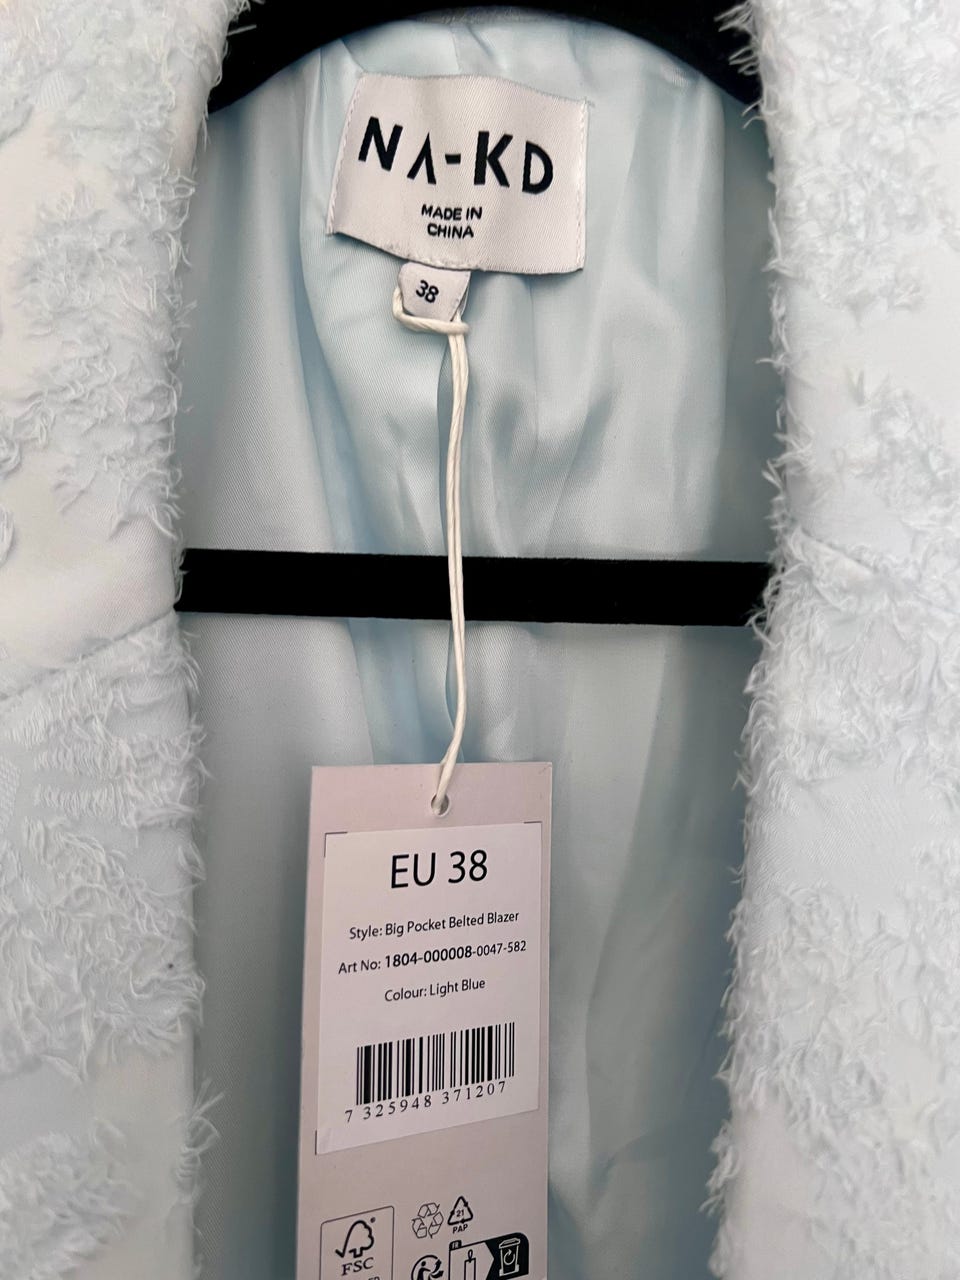 NA-KD
MADE IN
CHINA
38
EU 38
Style: Big Pocket Belted Blazer
Art No: 1804-000008-0047-582
Colour: Light Blue
7 325948 371207
21
PAP
FSC
FR